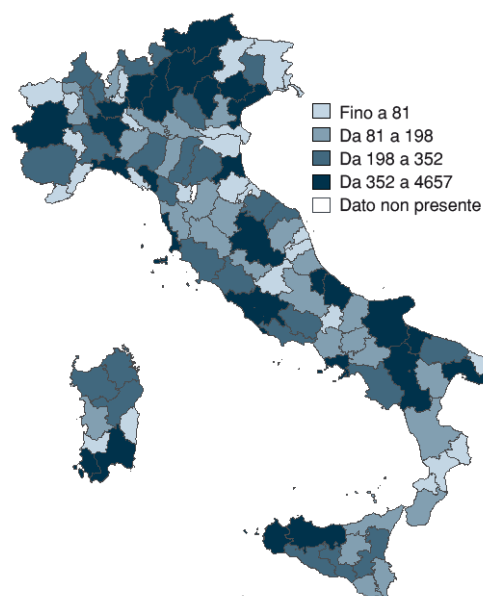 Fino a 81
Da 81 a 198
Da 198 a 352
Da 352 a 4657
Dato non presente